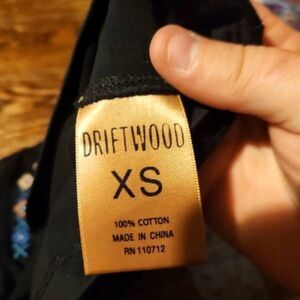 DRIFTWOOD
XS
100% COTTON
MADE IN CHINA
RN 110712